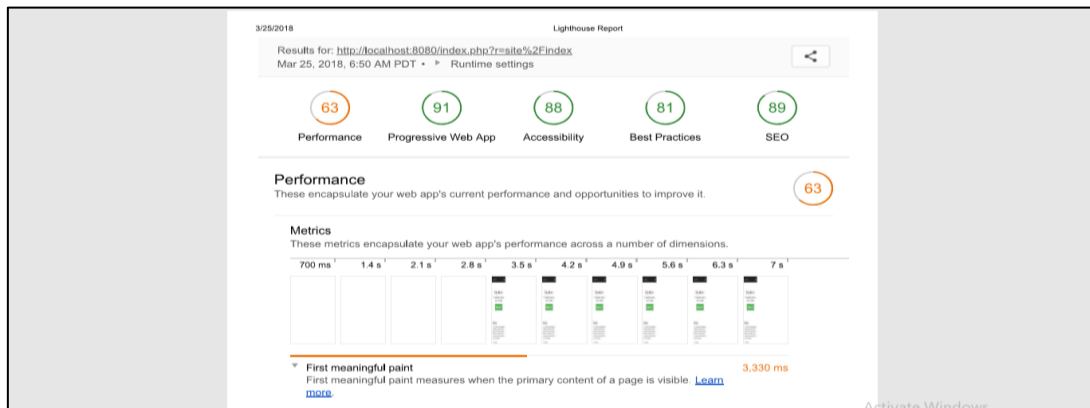 3/25/2018 Lighthouse Report
Results for: http://localhost:8080/index.php?r=site%2Findex
Mar 25, 2018, 6:50 AM PDT • Runtime settings
63 91 88 81 89
Performance Progressive Web App Accessibility Best Practices SEO
Performance
These encapsulate your web app's current performance and opportunities to improve it.
63
Metrics
These metrics encapsulate your web app's performance across a number of dimensions.
700 ms 1.4 s 2.1 s 2.8 s 3.5 s 4.2 s 4.9 s 5.6 s 6.3 s 7 s
First meaningful paint 3,330 ms
First meaningful paint measures when the primary content of a page is visible. Learn
more.
Activate Windows